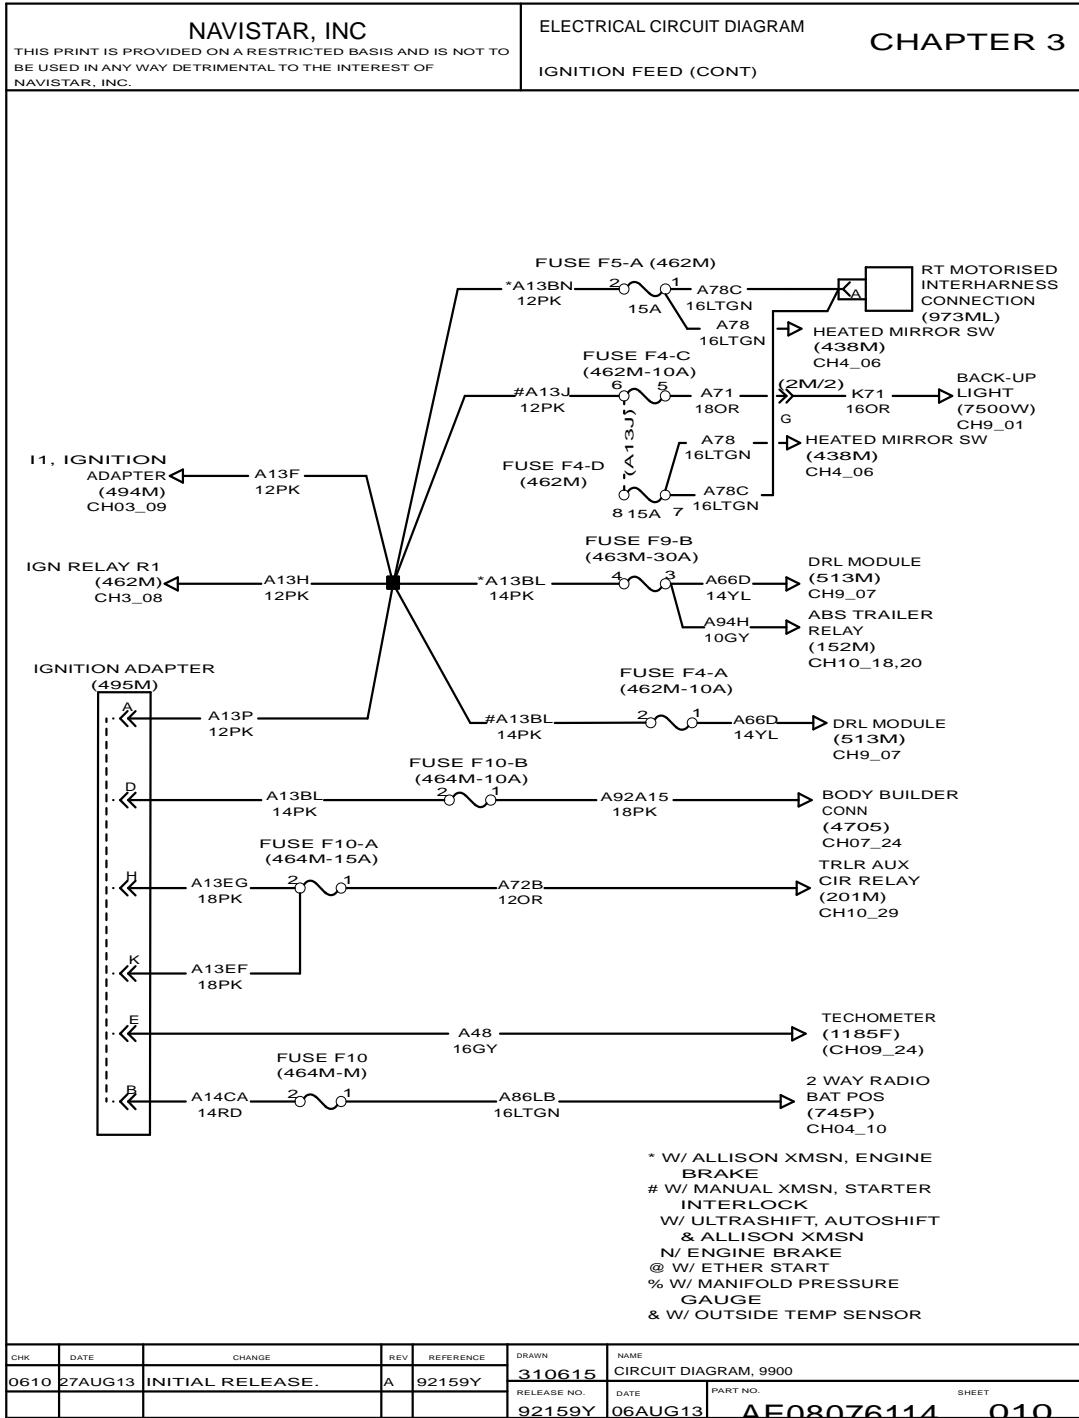 NAVISTAR, INC
THIS PRINT IS PROVIDED ON A RESTRICTED BASIS AND IS NOT TO
BE USED IN ANY WAY DETRIMENTAL TO THE INTEREST OF
NAVISTAR, INC.
ELECTRICAL CIRCUIT DIAGRAM
IGNITION FEED (CONT)
CHAPTER 3
FUSE F5-A (462M)
*A13BN
12PK
2
1
15A
A78C
16LTGN
A
RT MOTORISED
INTERHARNESS
CONNECTION
(973ML)
A78
16LTGN
HEATED MIRROR SW
(438M)
CH4_06
FUSE F4-C
(462M-10A)
#A13J
12PK
6
5
A71
18OR
(2M/2)
G
K71
16OR
BACK-UP
LIGHT
(7500W)
CH9_01
(A13J)
A78
16LTGN
HEATED MIRROR SW
(438M)
CH4_06
FUSE F4-D
(462M)
8
15A
7
A78C
16LTGN
I1, IGNITION
ADAPTER
(494M)
CH03_09
A13F
12PK
FUSE F9-B
(463M-30A)
IGN RELAY R1
(462M)
CH3_08
A13H
12PK
*A13BL
14PK
4
3
A66D
14YL
DRL MODULE
(513M)
CH9_07
A94H
10GY
ABS TRAILER
RELAY
(152M)
CH10_18,20
IGNITION ADAPTER
(495M)
A
A13P
12PK
FUSE F4-A
(462M-10A)
#A13BL
14PK
2
1
A66D
14YL
DRL MODULE
(513M)
CH9_07
FUSE F10-B
(464M-10A)
D
A13BL
14PK
2
1
A92A15
18PK
BODY BUILDER
CONN
(4705)
CH07_24
FUSE F10-A
(464M-15A)
H
A13EG
18PK
2
1
A72B
12OR
TRLR AUX
CIR RELAY
(201M)
CH10_29
K
A13EF
18PK
E
A48
16GY
TECHOMETER
(1185F)
(CH09_24)
FUSE F10
(464M-M)
B
A14CA
14RD
2
1
A86LB
16LTGN
2 WAY RADIO
BAT POS
(745P)
CH04_10
* W/ ALLISON XMSN, ENGINE
BRAKE
# W/ MANUAL XMSN, STARTER
INTERLOCK
W/ ULTRASHIFT, AUTOSHIFT
& ALLISON XMSN
N/ ENGINE BRAKE
@ W/ ETHER START
% W/ MANIFOLD PRESSURE
GAUGE
& W/ OUTSIDE TEMP SENSOR
CHK DATE CHANGE REV REFERENCE
0610 27AUG13 INITIAL RELEASE. A 92159Y
DRAWN
310615
NAME
CIRCUIT DIAGRAM, 9900
RELEASE NO.
92159Y
DATE
06AUG13
PART NO.
AE08076114
SHEET
010